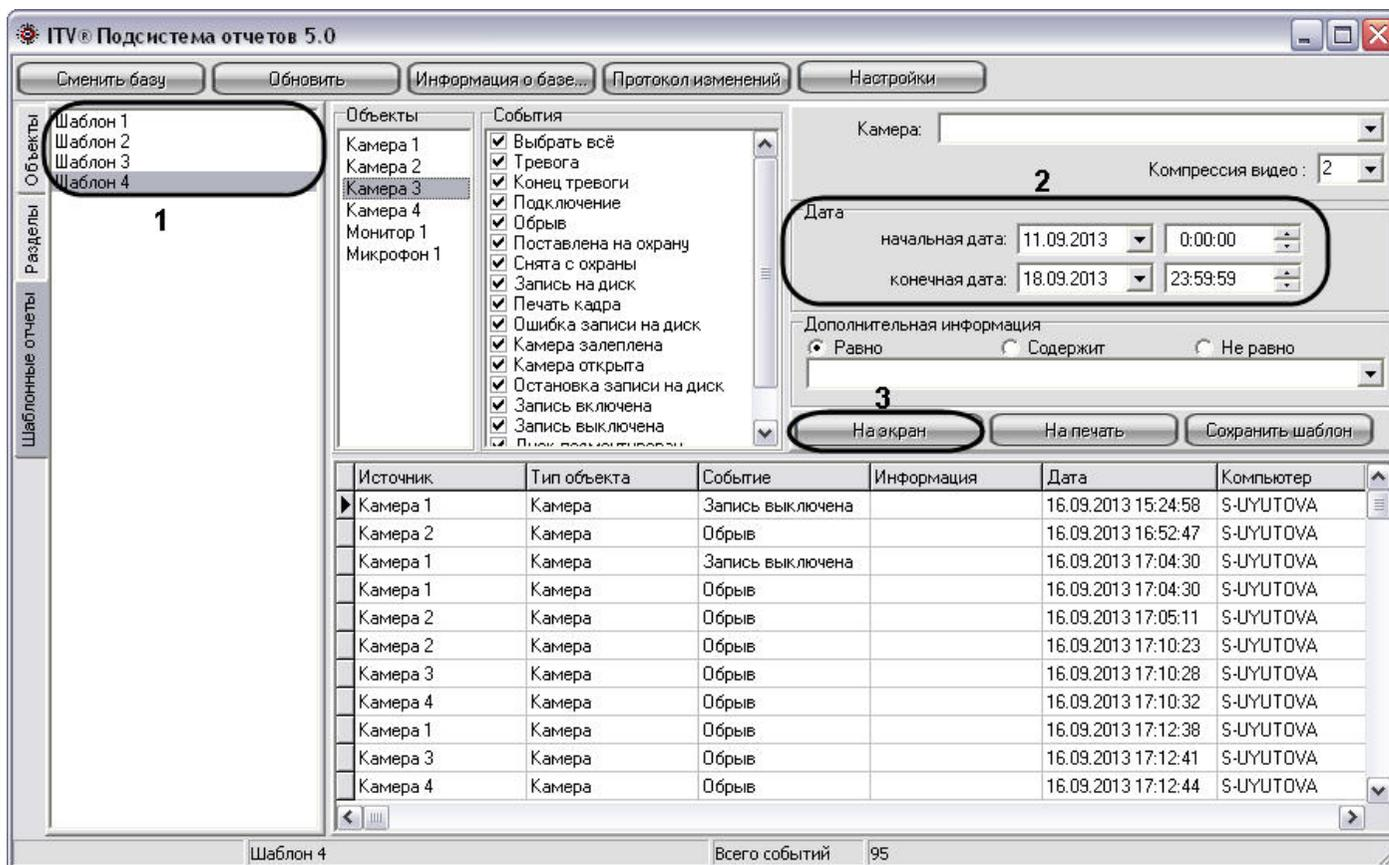 ITV® Подсистема отчетов 5.0
Сменить базу Обновить Информация о базе... Протокол изменений Настройки
Объекты
Разделы
Шаблонные отчеты
Шаблон 1
Шаблон 2
Шаблон 3
Шаблон 4
1
Объекты
Камера 1
Камера 2
Камера 3
Камера 4
Монитор 1
Микрофон 1
События
Выбрать всё
Тревога
Конец тревоги
Подключение
Обрыв
Поставлена на охрану
Снята с охраны
Запись на диск
Печать кадра
Ошибка записи на диск
Камера залеплена
Камера открыта
Остановка записи на диск
Запись включена
Запись выключена
Камера:
Компрессия видео : 2
2
Дата
начальная дата: 11.09.2013 0:00:00
конечная дата: 18.09.2013 23:59:59
Дополнительная информация
Равно Содержит Не равно
3
На экран На печать Сохранить шаблон
Источник Тип объекта Событие Информация Дата Компьютер
Камера 1 Камера Запись выключена 16.09.2013 15:24:58 S-UYUTOVA
Камера 2 Камера Обрыв 16.09.2013 16:52:47 S-UYUTOVA
Камера 1 Камера Запись выключена 16.09.2013 17:04:30 S-UYUTOVA
Камера 1 Камера Обрыв 16.09.2013 17:04:30 S-UYUTOVA
Камера 2 Камера Обрыв 16.09.2013 17:05:11 S-UYUTOVA
Камера 2 Камера Обрыв 16.09.2013 17:10:23 S-UYUTOVA
Камера 3 Камера Обрыв 16.09.2013 17:10:28 S-UYUTOVA
Камера 4 Камера Обрыв 16.09.2013 17:10:32 S-UYUTOVA
Камера 1 Камера Обрыв 16.09.2013 17:12:38 S-UYUTOVA
Камера 3 Камера Обрыв 16.09.2013 17:12:41 S-UYUTOVA
Камера 4 Камера Обрыв 16.09.2013 17:12:44 S-UYUTOVA
Шаблон 4 Всего событий 95